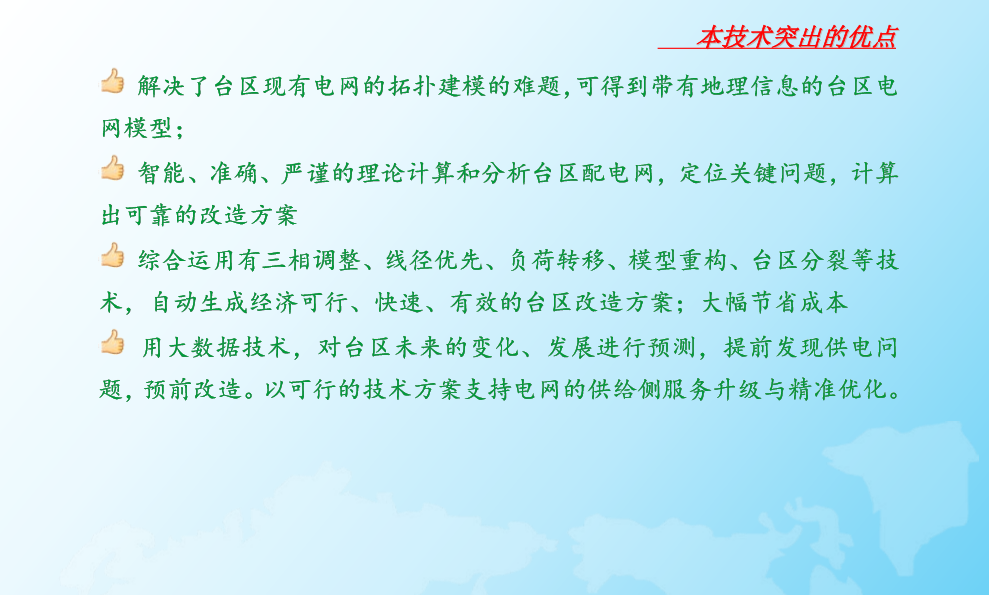 本技术突出的优点
解决了台区现有电网的拓扑建模的难题,可得到带有地理信息的台区电
网模型；
智能、准确、严谨的理论计算和分析台区配电网，定位关键问题，计算
出可靠的改造方案
综合运用有三相调整、线径优先、负荷转移、模型重构、台区分裂等技
术，自动生成经济可行、快速、有效的台区改造方案；大幅节省成本
用大数据技术，对台区未来的变化、发展进行预测，提前发现供电问
题，预前改造。以可行的技术方案支持电网的供给侧服务升级与精准优化。